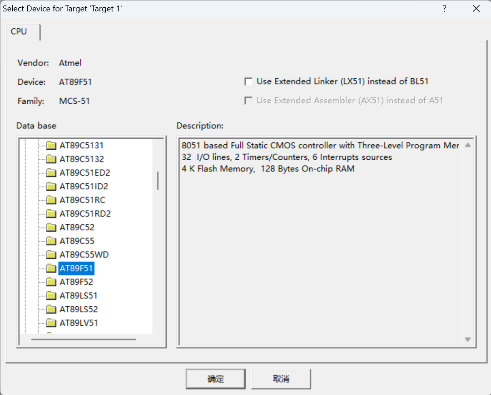 Select Device for Target 'Target 1'
CPU
Vendor: Atmel
Device: AT89F51
Use Extended Linker (LX51) instead of BL51
Family: MCS-51
Use Extended Assembler (AX51) instead of A51
Data base
Description:
AT89C5131
AT89C5132
AT89C51ED2
AT89C51ID2
AT89C51RC
AT89C51RD2
AT89C52
AT89C55
AT89C55WD
AT89F51
AT89F52
AT89LS51
AT89LS52
AT89LV51
8051 based Full Static CMOS controller with Three-Level Program Mer
32 I/O lines, 2 Timers/Counters, 6 Interrupts sources
4 K Flash Memory, 128 Bytes On-chip RAM
确定
取消